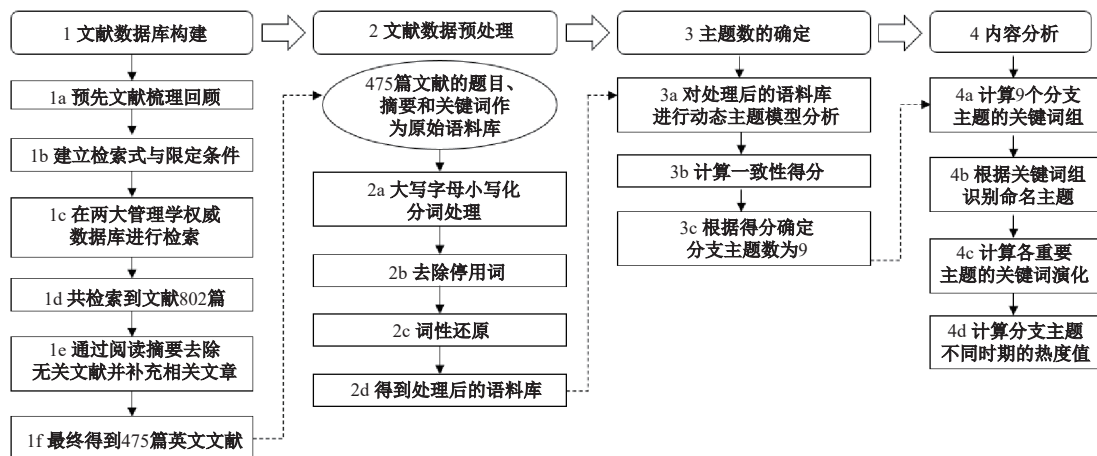 1 文献数据库构建
1a 预先文献梳理回顾
1b 建立检索式与限定条件
1c 在两大管理学权威
数据库进行检索
1d 共检索到文献802篇
1e 通过阅读摘要去除
无关文献并补充相关文章
1f 最终得到475篇英文文献
2 文献数据预处理
475篇文献的题目、
摘要和关键词作
为原始语料库
2a 大写字母小写化
分词处理
2b 去除停用词
2c 词性还原
2d 得到处理后的语料库
3 主题数的确定
3a 对处理后的语料库
进行动态主题模型分析
3b 计算一致性得分
3c 根据得分确定
分支主题数为9
4 内容分析
4a 计算9个分支
主题的关键词组
4b 根据关键词组
识别命名主题
4c 计算各重要
主题的关键词演化
4d 计算分支主题
不同时期的热度值